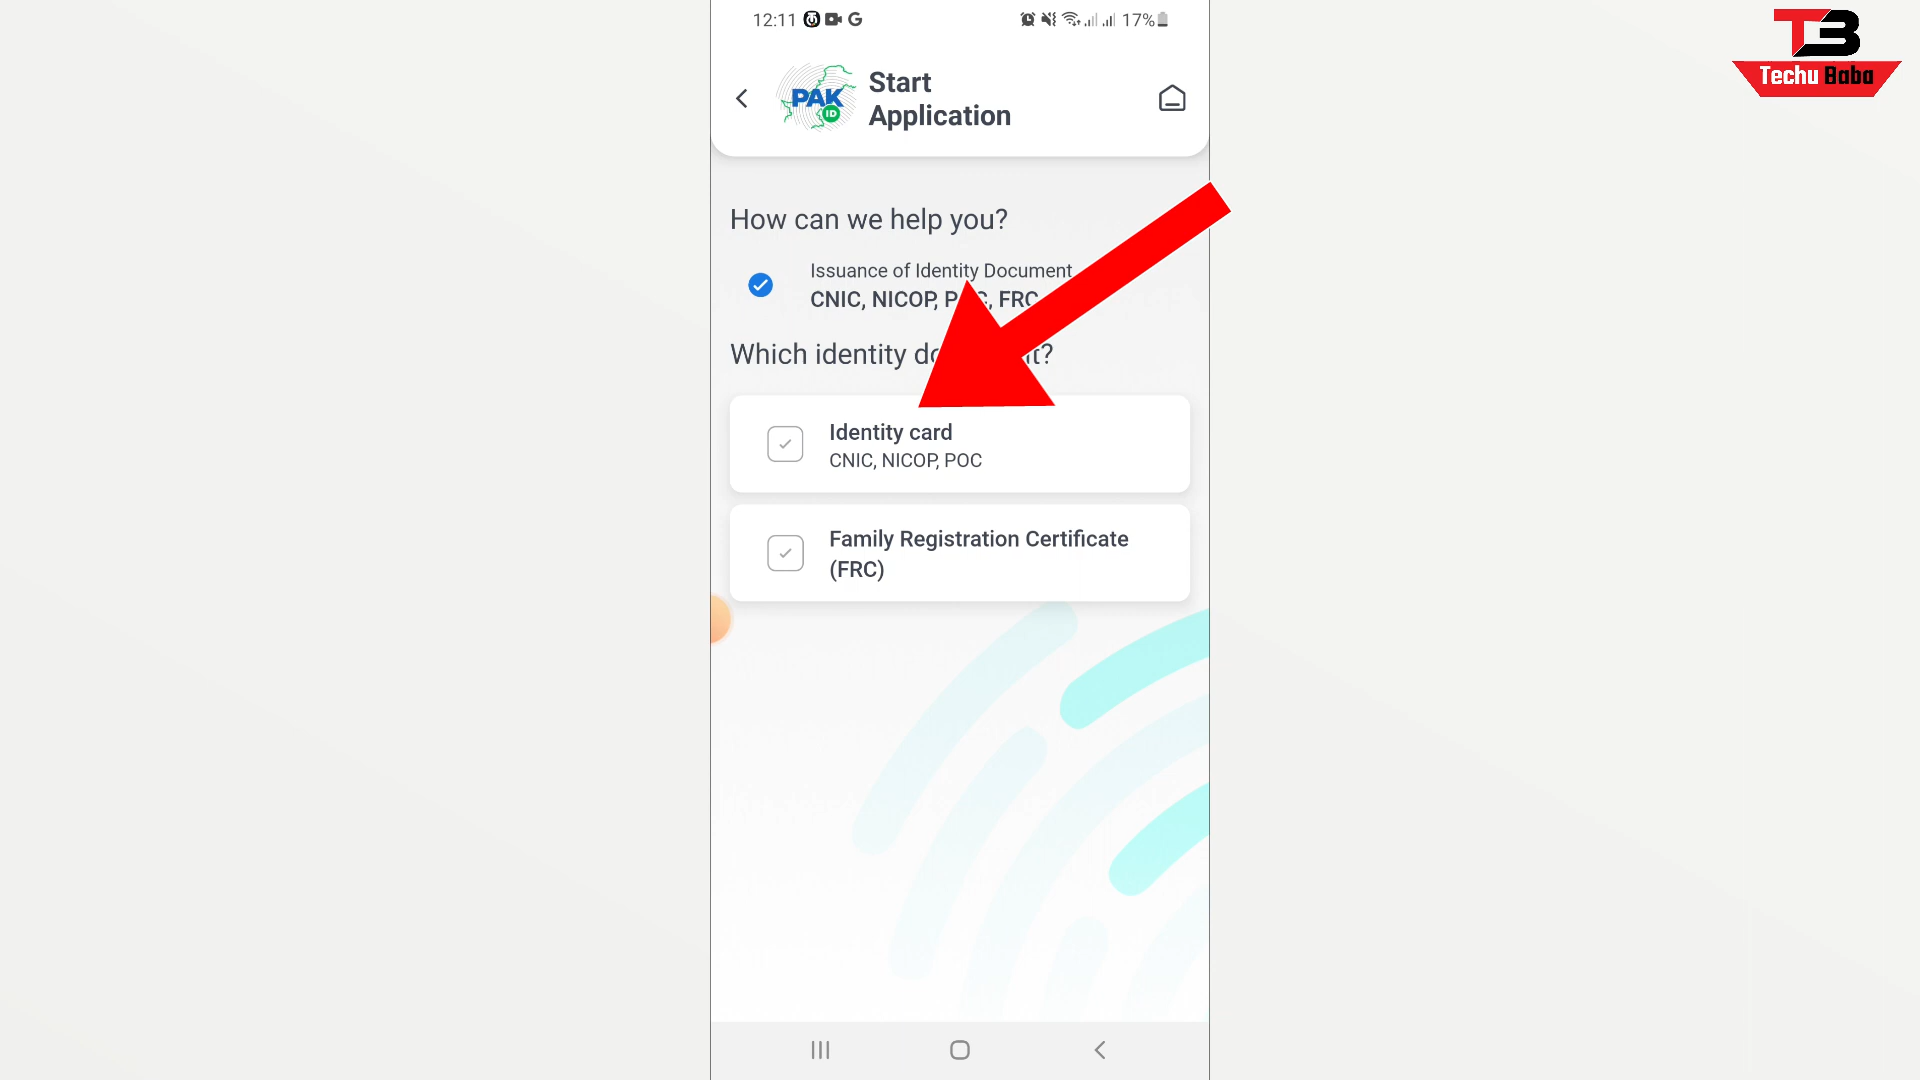 12:11 G 17%
T3
Techu Baba
PAK
ID
Start
Application
How can we help you?
Issuance of Identity Document
CNIC, NICOP, P C, FRC
Which identity do t?
Identity card
CNIC, NICOP, POC
Family Registration Certificate
(FRC)